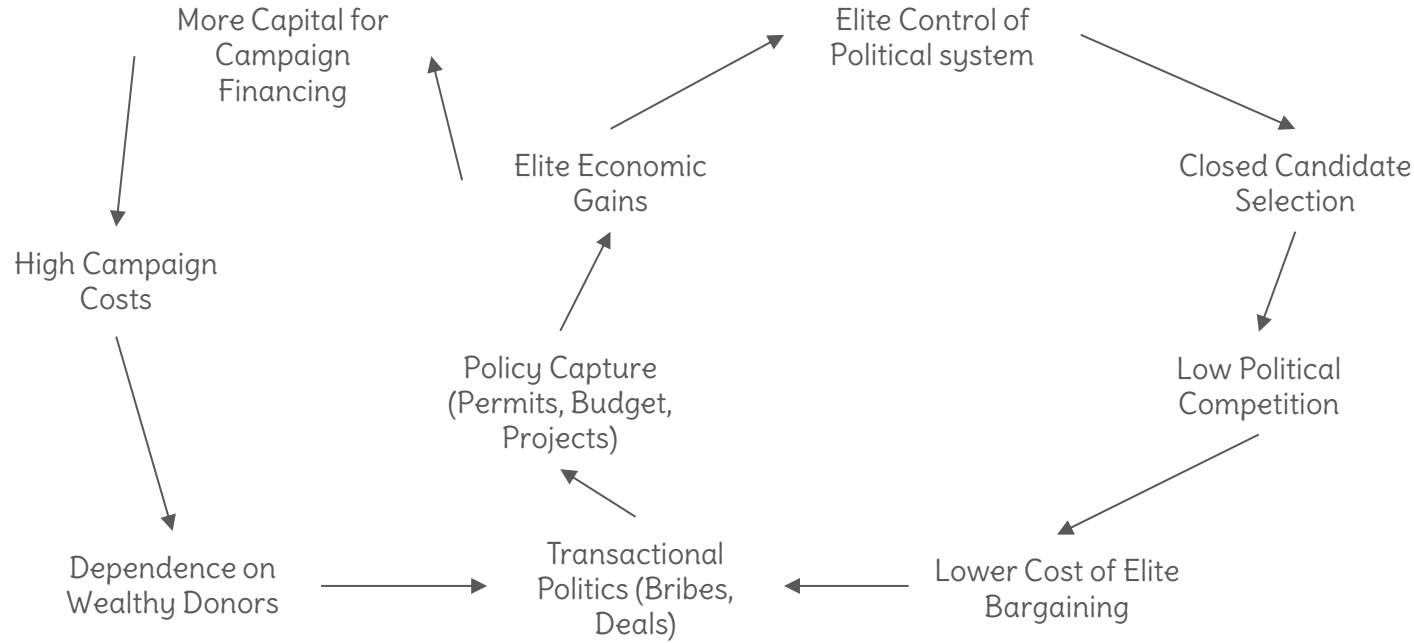 More Capital for
Campaign
Financing
Elite Control of
Political system
Elite Economic
Gains
Closed Candidate
Selection
High Campaign
Costs
Policy Capture
(Permits, Budget,
Projects)
Low Political
Competition
Dependence on
Wealthy Donors
Transactional
Politics (Bribes,
Deals)
Lower Cost of Elite
Bargaining